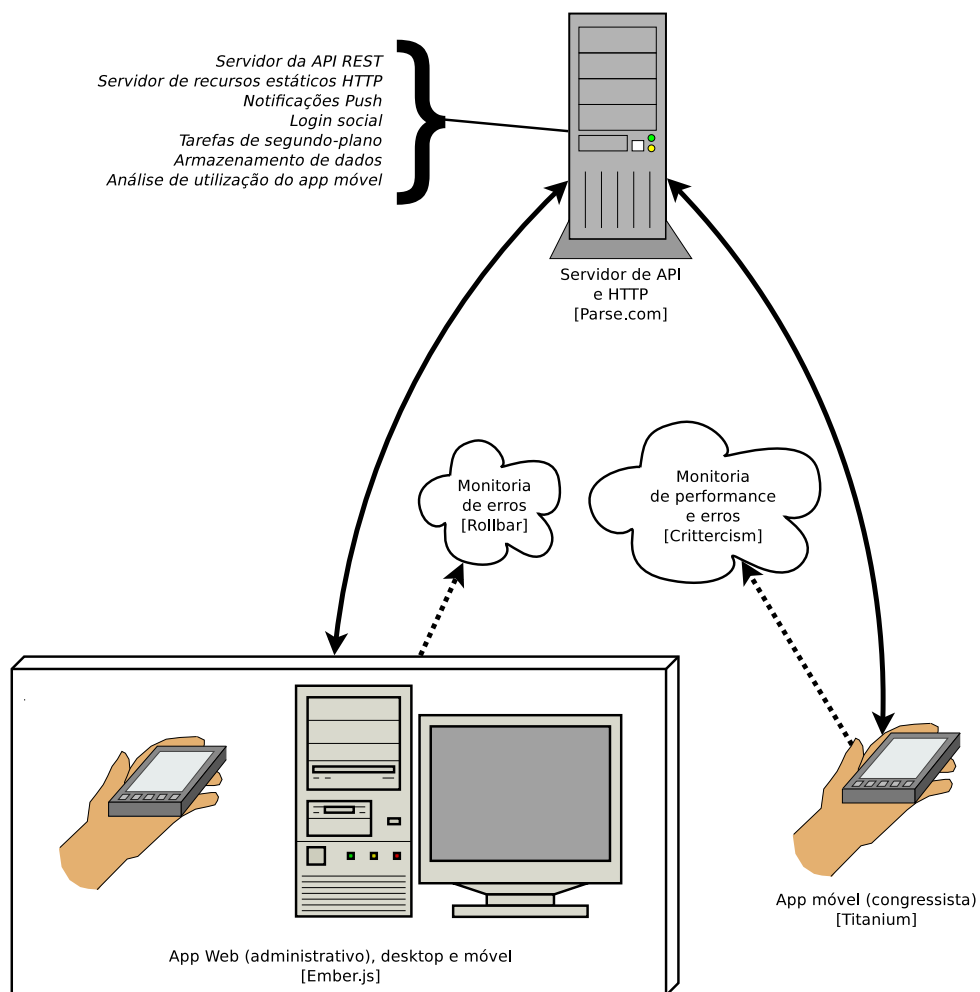 Servidor da API REST
Servidor de recursos estáticos HTTP
Notificações Push
Login social
Tarefas de segundo-plano
Armazenamento de dados
Análise de utilização do app móvel
Servidor de API
e HTTP
[Parse.com]
Monitoria
de erros
[Rollbar]
Monitoria
de performance
e erros
[Crittercism]
App Web (administrativo), desktop e móvel
[Ember.js]
App móvel (congressista)
[Titanium]